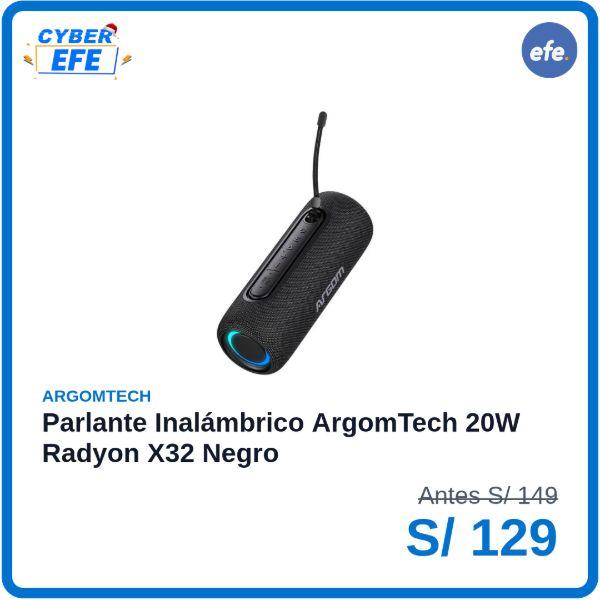 CYBER
EFE
efe.
ARGOM
ARGOMTECH
Parlante Inalámbrico ArgomTech 20W
Radyon X32 Negro
Antes S/ 149
S/ 129